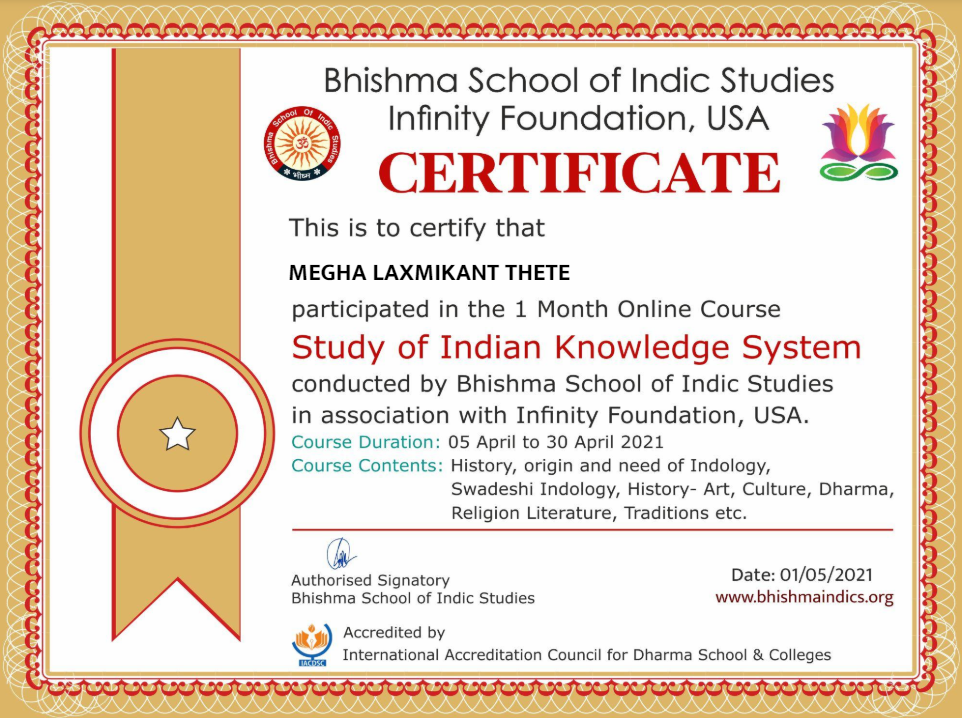 Bhishma School of Indic Studies
Infinity Foundation, USA
Bhishma School Of Indic Studies
ॐ
भीष्म
CERTIFICATE
This is to certify that
MEGHA LAXMIKANT THETE
participated in the 1 Month Online Course
Study of Indian Knowledge System
conducted by Bhishma School of Indic Studies
in association with Infinity Foundation, USA.
Course Duration: 05 April to 30 April 2021
Course Contents: History, origin and need of Indology,
Swadeshi Indology, History- Art, Culture, Dharma,
Religion Literature, Traditions etc.
Authorised Signatory
Bhishma School of Indic Studies
Date: 01/05/2021
www.bhishmaindics.org
IACDSC
Accredited by
International Accreditation Council for Dharma School & Colleges